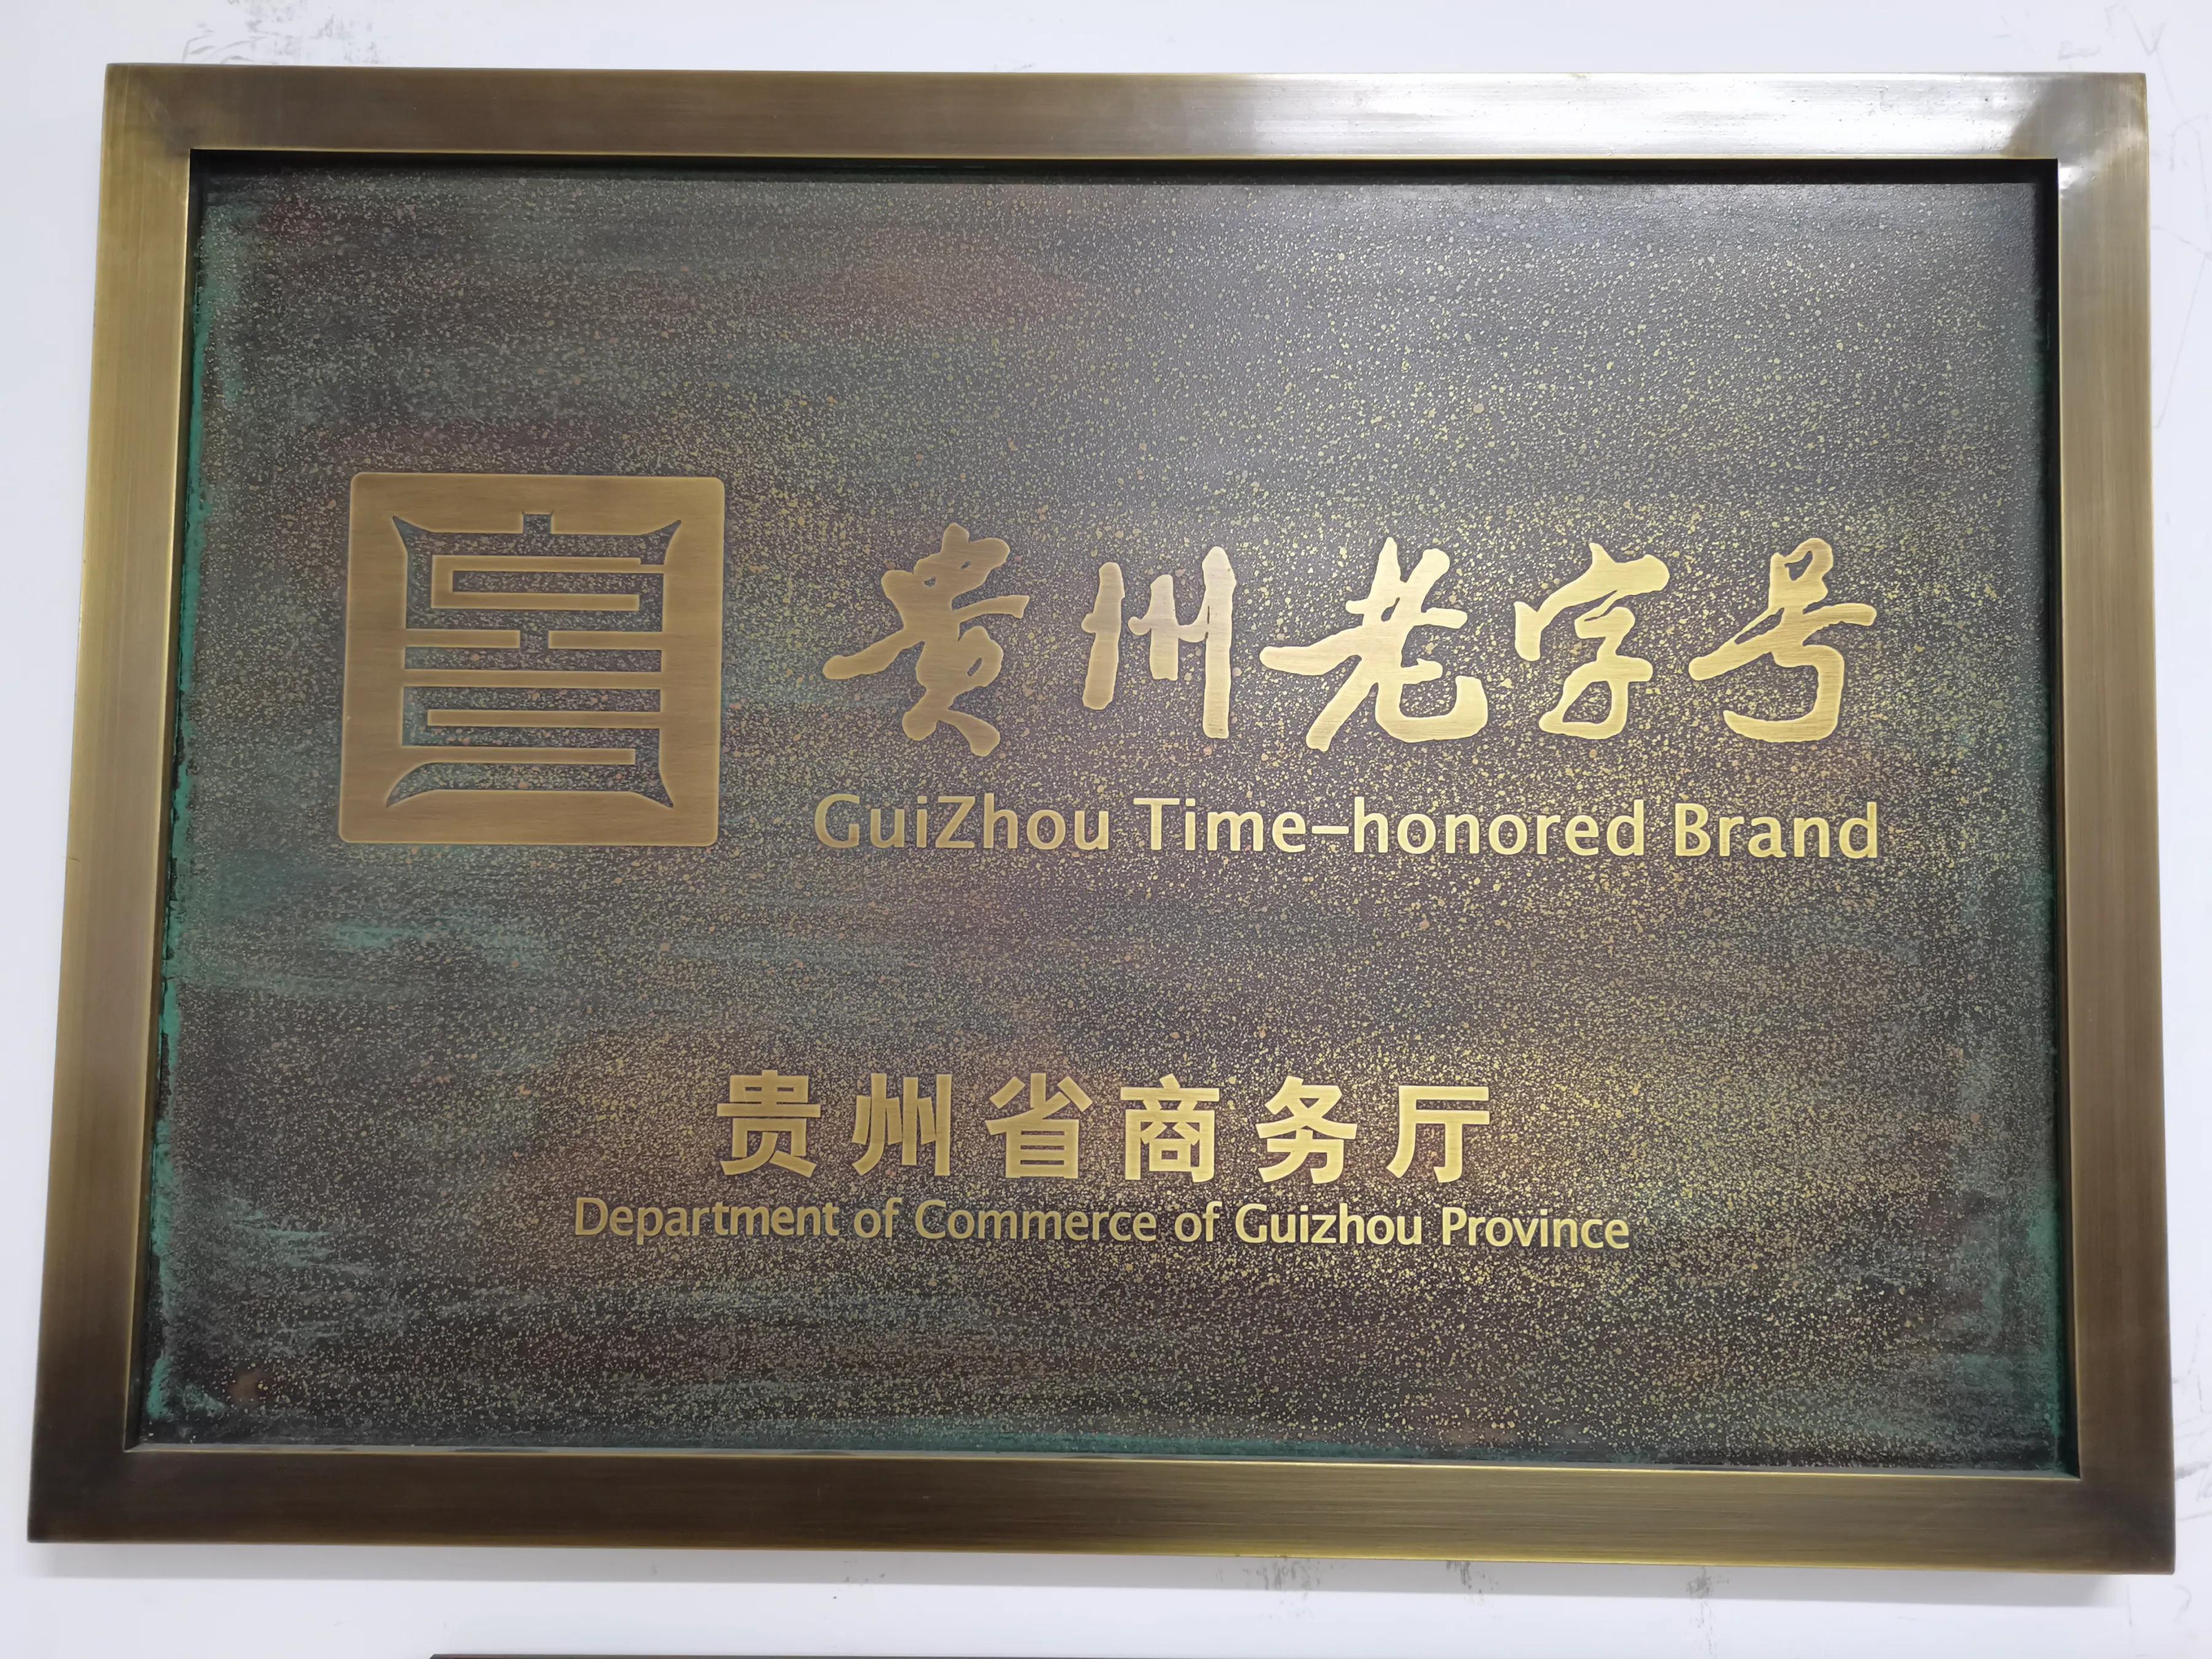 贵州老字号
GuiZhou Time-honored Brand
贵州省商务厅
Department of Commerce of Guizhou Province